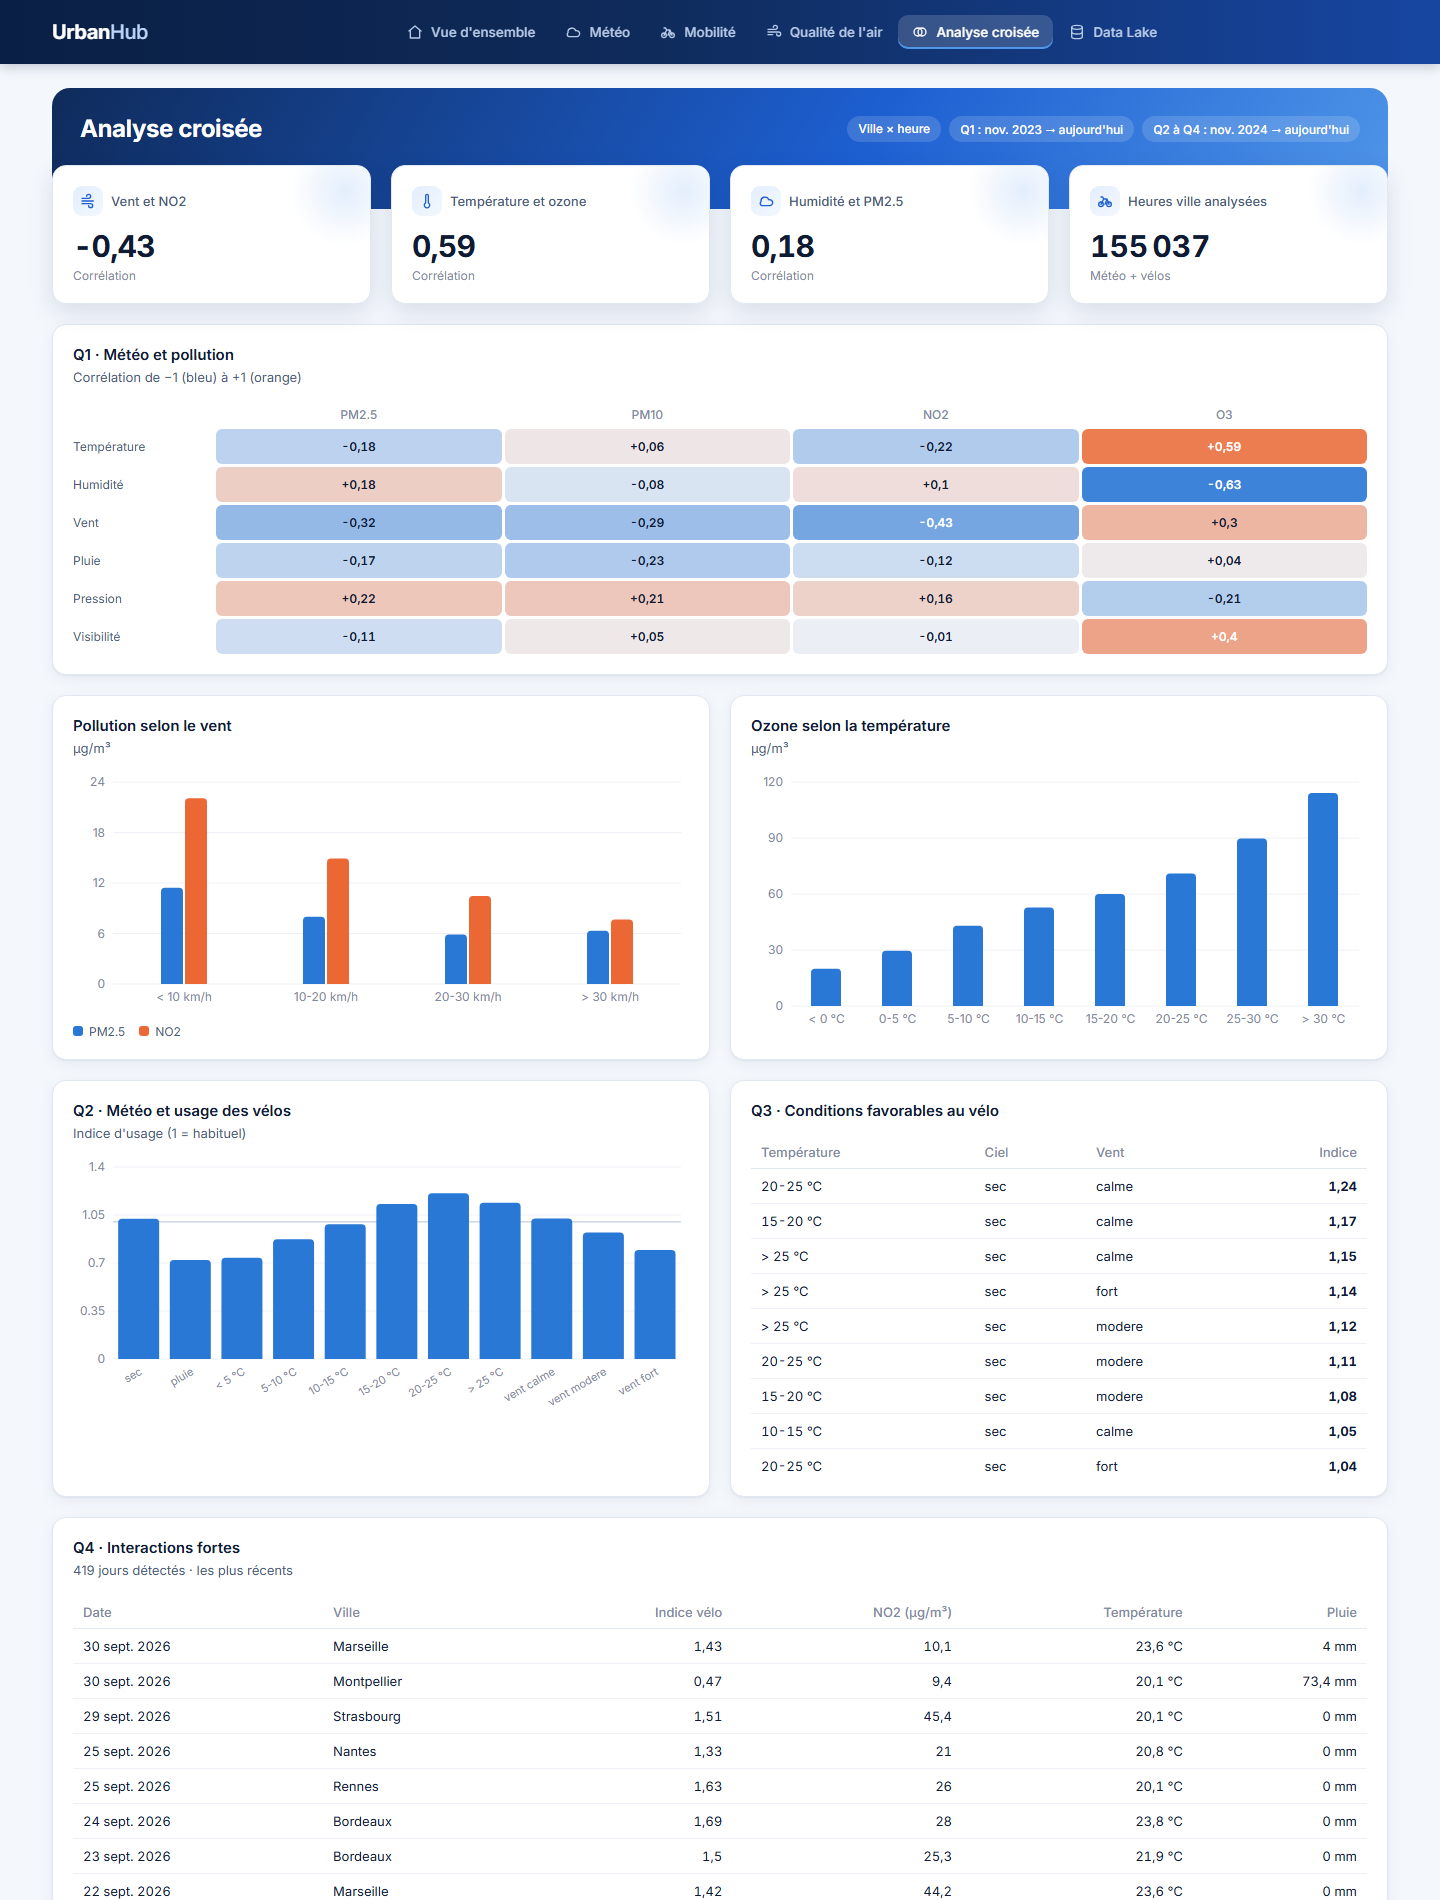 UrbanHub
Vue d'ensemble
Météo
Mobilité
Qualité de l'air
Analyse croisée
Data Lake
Analyse croisée
Ville × heure
Q1 : nov. 2023 → aujourd'hui
Q2 à Q4 : nov. 2024 → aujourd'hui
Vent et NO2
-0,43
Corrélation
Température et ozone
0,59
Corrélation
Humidité et PM2.5
0,18
Corrélation
Heures ville analysées
155 037
Météo + vélos
Q1 · Météo et pollution
Corrélation de −1 (bleu) à +1 (orange)
PM2.5 PM10 NO2 O3
Température -0,18 +0,06 -0,22 +0,59
Humidité +0,18 -0,08 +0,1 -0,63
Vent -0,32 -0,29 -0,43 +0,3
Pluie -0,17 -0,23 -0,12 +0,04
Pression +0,22 +0,21 +0,16 -0,21
Visibilité -0,11 +0,05 -0,01 +0,4
Pollution selon le vent
µg/m³
24
18
12
6
0
< 10 km/h 10-20 km/h 20-30 km/h > 30 km/h
PM2.5 NO2
Ozone selon la température
µg/m³
120
90
60
30
0
< 0 °C 0-5 °C 5-10 °C 10-15 °C 15-20 °C 20-25 °C 25-30 °C > 30 °C
Q2 · Météo et usage des vélos
Indice d'usage (1 = habituel)
1.4
1.05
0.7
0.35
0
sec pluie < 5 °C 5-10 °C 10-15 °C 15-20 °C 20-25 °C > 25 °C vent calme vent modere vent fort
Q3 · Conditions favorables au vélo
Température Ciel Vent Indice
20-25 °C sec calme 1,24
15-20 °C sec calme 1,17
> 25 °C sec calme 1,15
> 25 °C sec fort 1,14
> 25 °C sec modere 1,12
20-25 °C sec modere 1,11
15-20 °C sec modere 1,08
10-15 °C sec calme 1,05
20-25 °C sec fort 1,04
Q4 · Interactions fortes
419 jours détectés · les plus récents
Date Ville Indice vélo NO2 (µg/m³) Température Pluie
30 sept. 2026 Marseille 1,43 10,1 23,6 °C 4 mm
30 sept. 2026 Montpellier 0,47 9,4 20,1 °C 73,4 mm
29 sept. 2026 Strasbourg 1,51 45,4 20,1 °C 0 mm
25 sept. 2026 Nantes 1,33 21 20,8 °C 0 mm
25 sept. 2026 Rennes 1,63 26 20,1 °C 0 mm
24 sept. 2026 Bordeaux 1,69 28 23,8 °C 0 mm
23 sept. 2026 Bordeaux 1,5 25,3 21,9 °C 0 mm
22 sept. 2026 Marseille 1,42 44,2 23,6 °C 0 mm